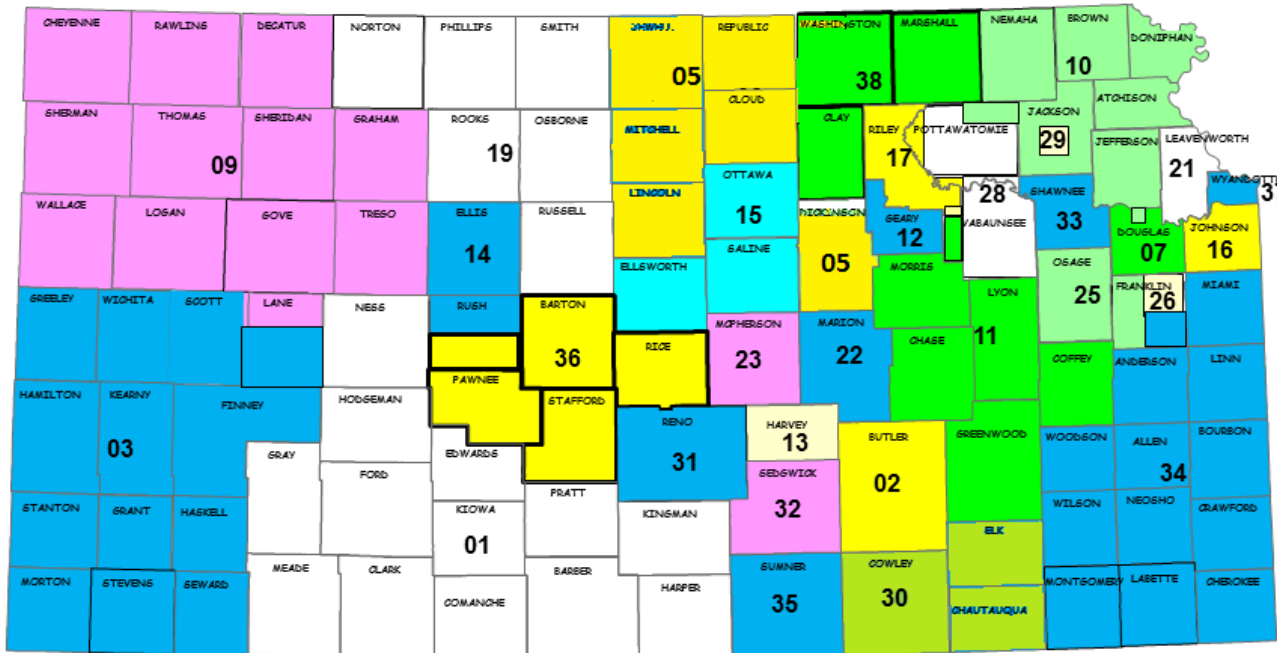 CHEYENNE
RAWLINS
DECATUR
NORTON
PHILLIPS
SMITH
REPUBLIC
WASHINGTON
MARSHALL
NEMAHA
BROWN
DONIPHAN
05
38
10
SHERMAN
THOMAS
SHERIDAN
GRAHAM
ROOKS
OSBORNE
MITCHELL
CLOUD
CLAY
RILEY
POTTAWATOMIE
JACKSON
ATCHISON
JEFFERSON
LEAVENWORTH
09
19
17
29
21
WALLACE
LOGAN
GOVE
TREGO
ELLIS
RUSSELL
LINCOLN
OTTAWA
DICKINSON
GEARY
28
WABAUNSEE
SHAWNEE
DOUGLAS
JOHNSON
14
15
05
12
33
07
16
SALINE
ELLSWORTH
MORRIS
OSAGE
GREELEY
WICHITA
SCOTT
LANE
NESS
RUSH
BARTON
RICE
MCPHERSON
MARION
CHASE
LYON
25
FRANKLIN
26
MIAMI
36
23
22
11
COFFEY
ANDERSON
LINN
HAMILTON
KEARNY
FINNEY
HODGEMAN
PAWNEE
STAFFORD
RENO
HARVEY
BUTLER
GREENWOOD
WOODSON
ALLEN
BOURBON
03
GRAY
FORD
EDWARDS
31
13
SEDGWICK
02
34
STANTON
GRANT
HASKELL
KIOWA
PRATT
KINGMAN
32
WILSON
NEOSHO
CRAWFORD
01
ELK
MORTON
STEVENS
SEWARD
MEADE
CLARK
COMANCHE
BARBER
HARPER
SUMNER
COWLEY
CHAUTAUQUA
MONTGOMERY
LABETTE
CHEROKEE
35
30